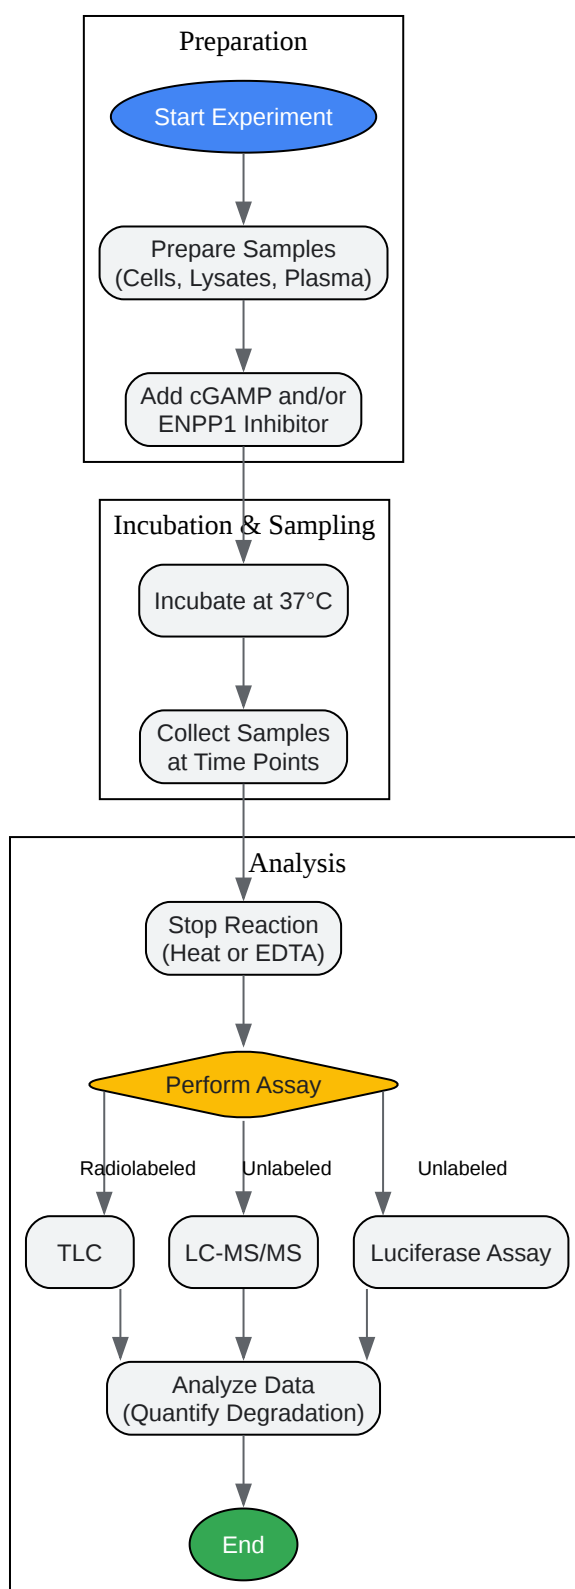 Preparation
Start Experiment
Prepare Samples
(Cells, Lysates, Plasma)
Add cGAMP and/or
ENPP1 Inhibitor
Incubation & Sampling
Incubate at 37°C
Collect Samples
at Time Points
Analysis
Stop Reaction
(Heat or EDTA)
Perform Assay
Radiolabeled
Unlabeled
Unlabeled
TLC
LC-MS/MS
Luciferase Assay
Analyze Data
(Quantify Degradation)
End